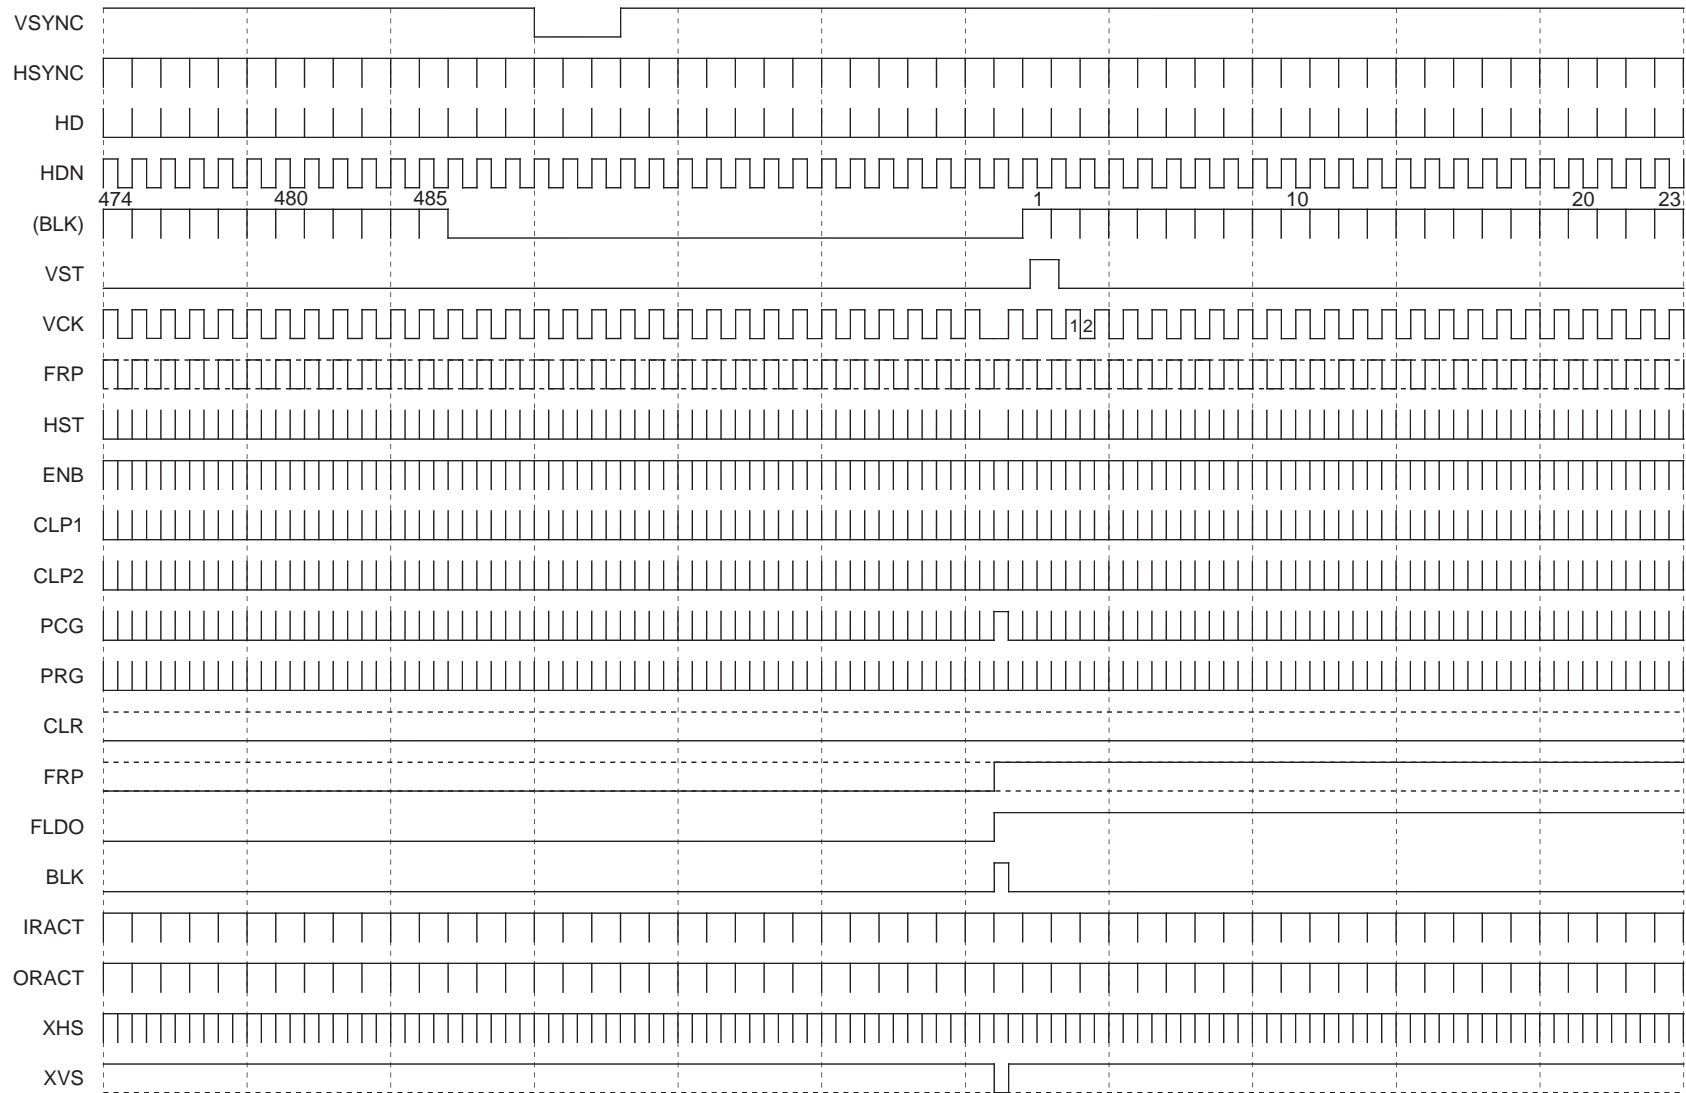 VSYNC
HSYNC
HD
HDN
474 480 485 1 10 20 23
(BLK)
VST
VCK
1 2
FRP
HST
ENB
CLP1
CLP2
PCG
PRG
CLR
FRP
FLDO
BLK
IRACT
ORACT
XHS
XVS